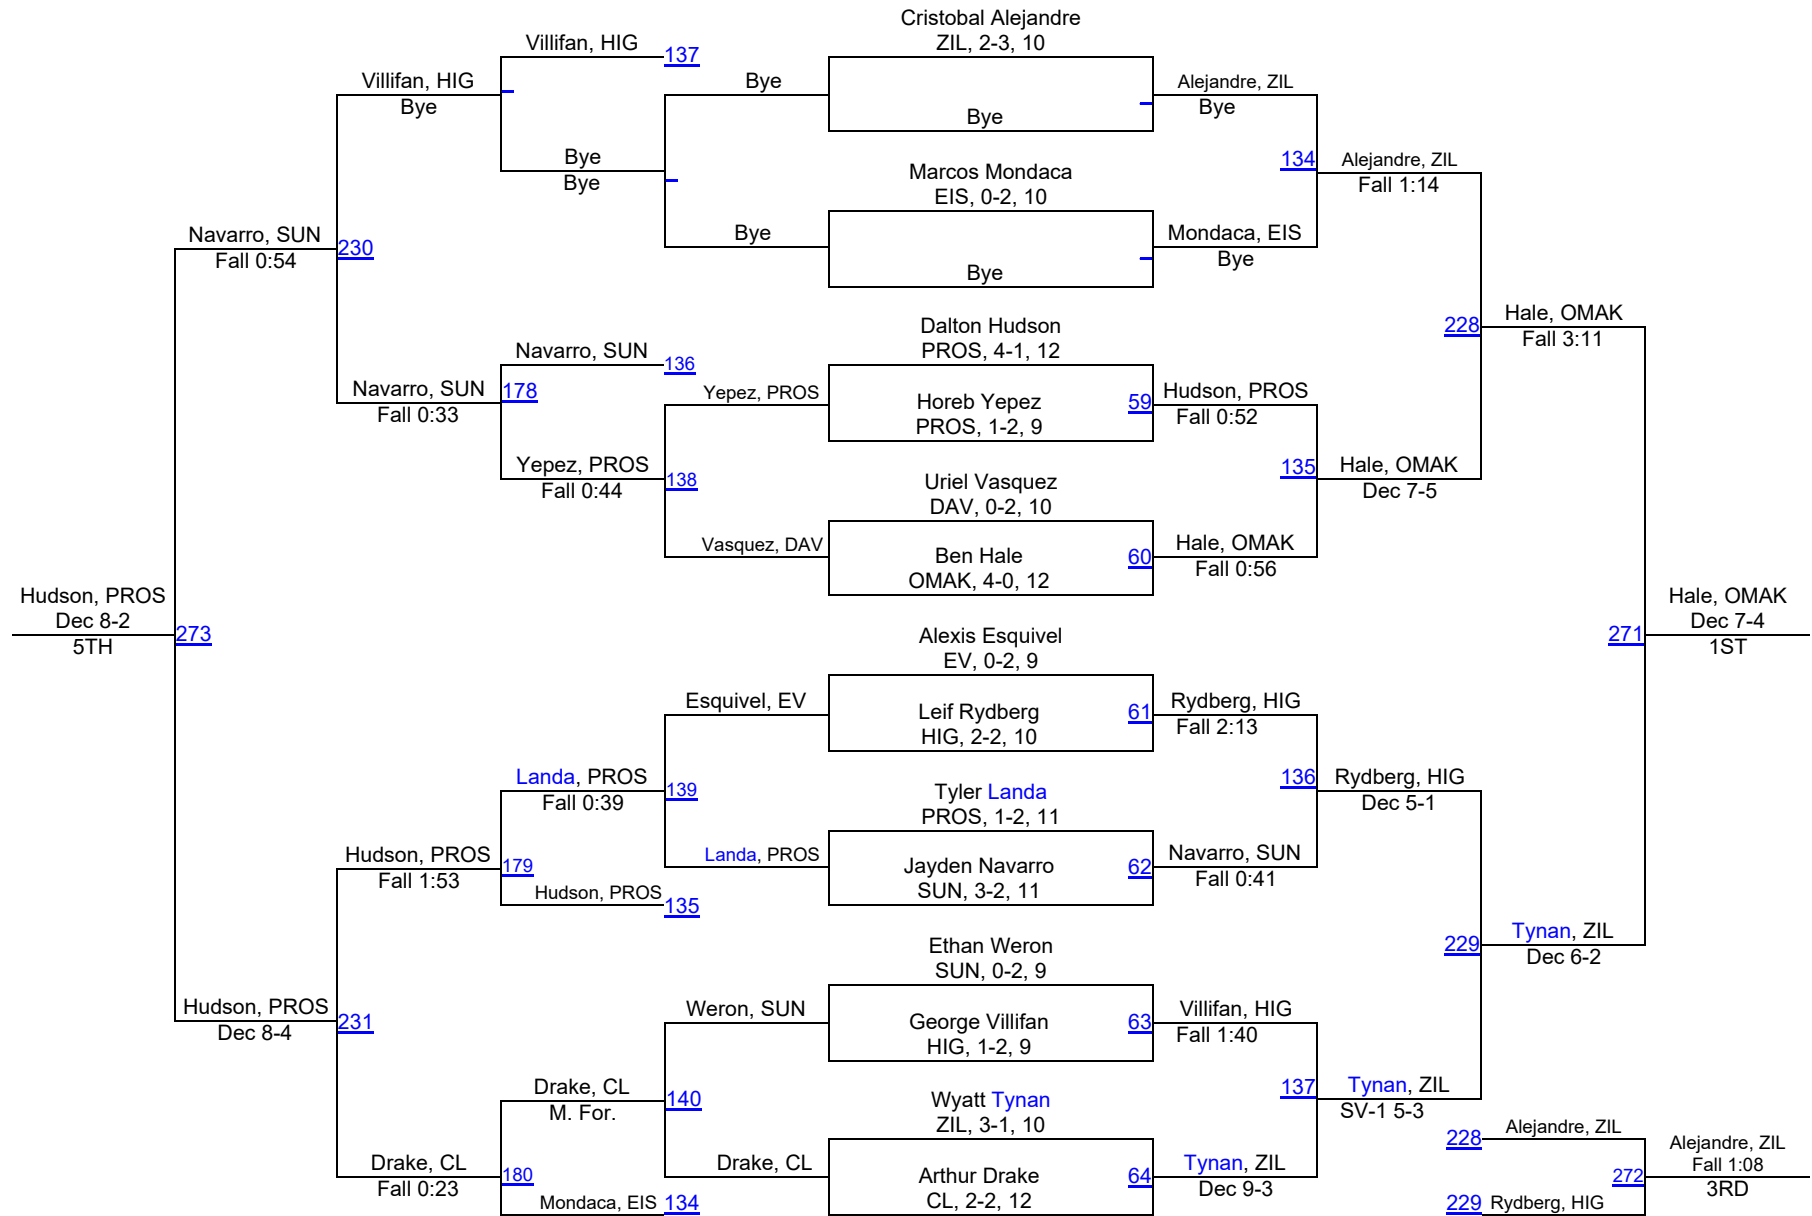 Cristobal Alejandre
ZIL, 2-3, 10
Villifan, HIG
137
Villifan, HIG
Bye
Bye
Bye
Alejandre, ZIL
Bye
Bye
Bye
134
Alejandre, ZIL
Fall 1:14
Marcos Mondaca
EIS, 0-2, 10
Navarro, SUN
Fall 0:54
230
Bye
Bye
Mondaca, EIS
Bye
Dalton Hudson
PROS, 4-1, 12
228
Hale, OMAK
Fall 3:11
Navarro, SUN
136
Navarro, SUN
Fall 0:33
178
Yepez, PROS
Horeb Yepez
PROS, 1-2, 9
59
Hudson, PROS
Fall 0:52
Yepez, PROS
Fall 0:44
138
Uriel Vasquez
DAV, 0-2, 10
135
Hale, OMAK
Dec 7-5
Vasquez, DAV
Ben Hale
OMAK, 4-0, 12
60
Hale, OMAK
Fall 0:56
Hudson, PROS
Dec 8-2
5TH
273
Alexis Esquivel
EV, 0-2, 9
271
Hale, OMAK
Dec 7-4
1ST
Esquivel, EV
Leif Rydberg
HIG, 2-2, 10
61
Rydberg, HIG
Fall 2:13
Landa, PROS
Fall 0:39
139
Tyler Landa
PROS, 1-2, 11
136
Rydberg, HIG
Dec 5-1
Hudson, PROS
Fall 1:53
179
Landa, PROS
Jayden Navarro
SUN, 3-2, 11
62
Navarro, SUN
Fall 0:41
Hudson, PROS
135
Ethan Weron
SUN, 0-2, 9
229
Tynan, ZIL
Dec 6-2
Hudson, PROS
Dec 8-4
231
Weron, SUN
George Villifan
HIG, 1-2, 9
63
Villifan, HIG
Fall 1:40
Drake, CL
M. For.
140
Wyatt Tynan
ZIL, 3-1, 10
137
Tynan, ZIL
SV-1 5-3
Drake, CL
Fall 0:23
180
Drake, CL
Arthur Drake
CL, 2-2, 12
64
Tynan, ZIL
Dec 9-3
Mondaca, EIS
134
228
Alejandre, ZIL
272
Alejandre, ZIL
Fall 1:08
3RD
229
Rydberg, HIG